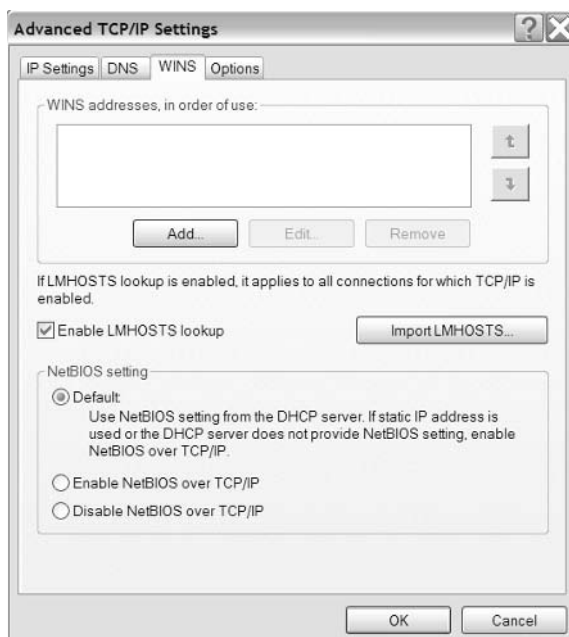 Advanced TCP/IP Settings
IP Settings DNS WINS Options
WINS addresses, in order of use:
Add... Edit... Remove
If LMHOSTS lookup is enabled, it applies to all connections for which TCP/IP is
enabled.
Enable LMHOSTS lookup Import LMHOSTS...
NetBIOS setting
Default
Use NetBIOS setting from the DHCP server. If static IP address is
used or the DHCP server does not provide NetBIOS setting, enable
NetBIOS over TCP/IP.
Enable NetBIOS over TCP/IP
Disable NetBIOS over TCP/IP
OK Cancel